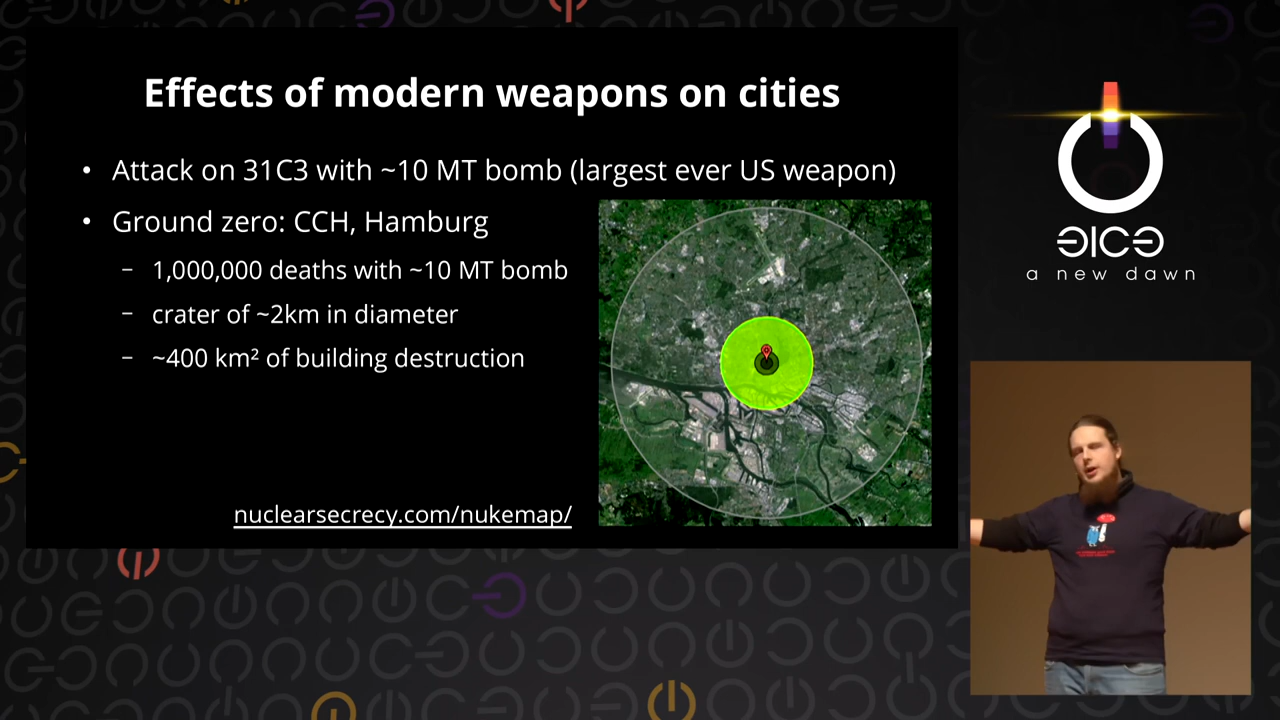 Effects of modern weapons on cities
• Attack on 31C3 with ~10 MT bomb (largest ever US weapon)
• Ground zero: CCH, Hamburg
– 1,000,000 deaths with ~10 MT bomb
– crater of ~2km in diameter
– ~400 km² of building destruction
nuclearsecrecy.com/nukemap/
31C3
a new dawn